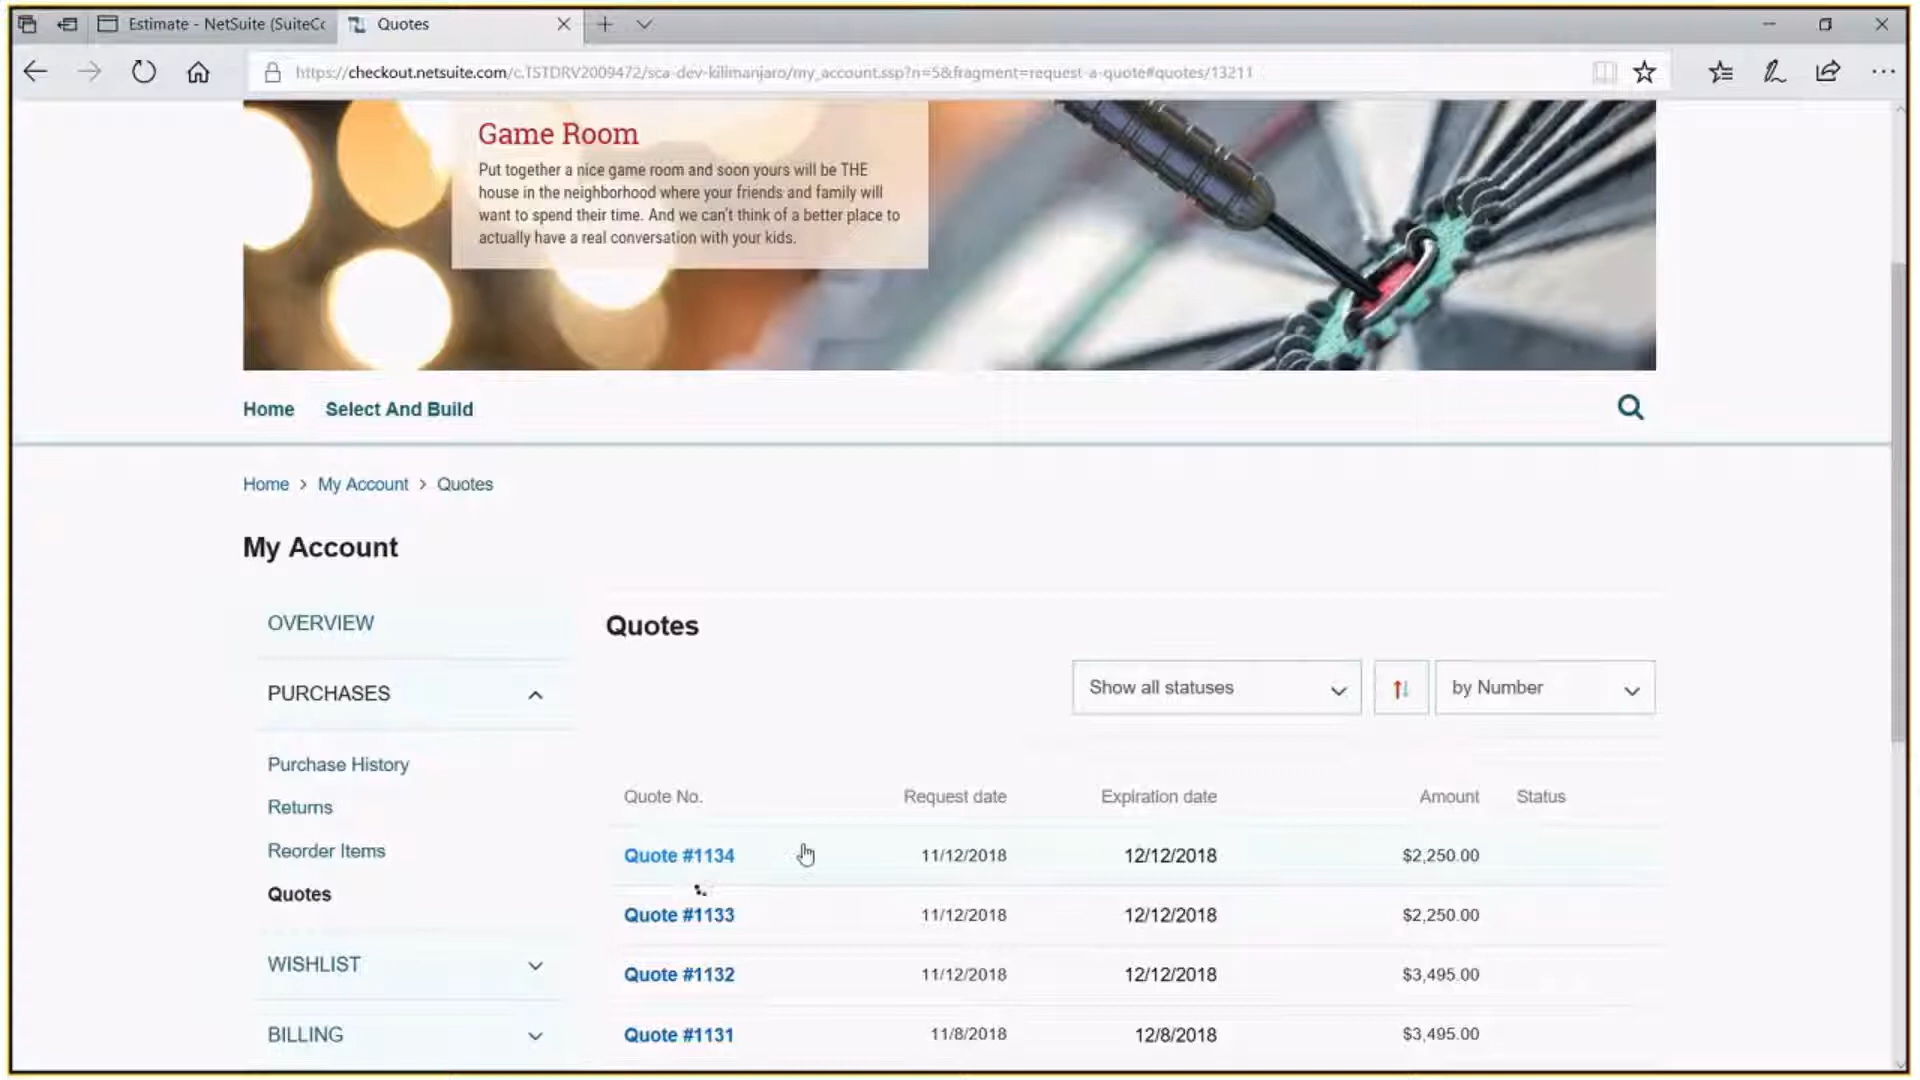 Estimate - NetSuite (SuiteCc
Quotes
https://checkout.netsuite.com/c.TSTDRV2009472/sca-dev-kilimanjaro/my_account.ssp?n=5&fragment=request-a-quote#quotes/13211
Game Room
Put together a nice game room and soon yours will be THE
house in the neighborhood where your friends and family will
want to spend their time. And we can't think of a better place to
actually have a real conversation with your kids.
Home
Select And Build
Home > My Account > Quotes
My Account
OVERVIEW
PURCHASES
Purchase History
Returns
Reorder Items
Quotes
WISHLIST
BILLING
Quotes
Show all statuses
by Number
Quote No. Request date Expiration date Amount Status
Quote #1134 11/12/2018 12/12/2018 $2,250.00
Quote #1133 11/12/2018 12/12/2018 $2,250.00
Quote #1132 11/12/2018 12/12/2018 $3,495.00
Quote #1131 11/8/2018 12/8/2018 $3,495.00